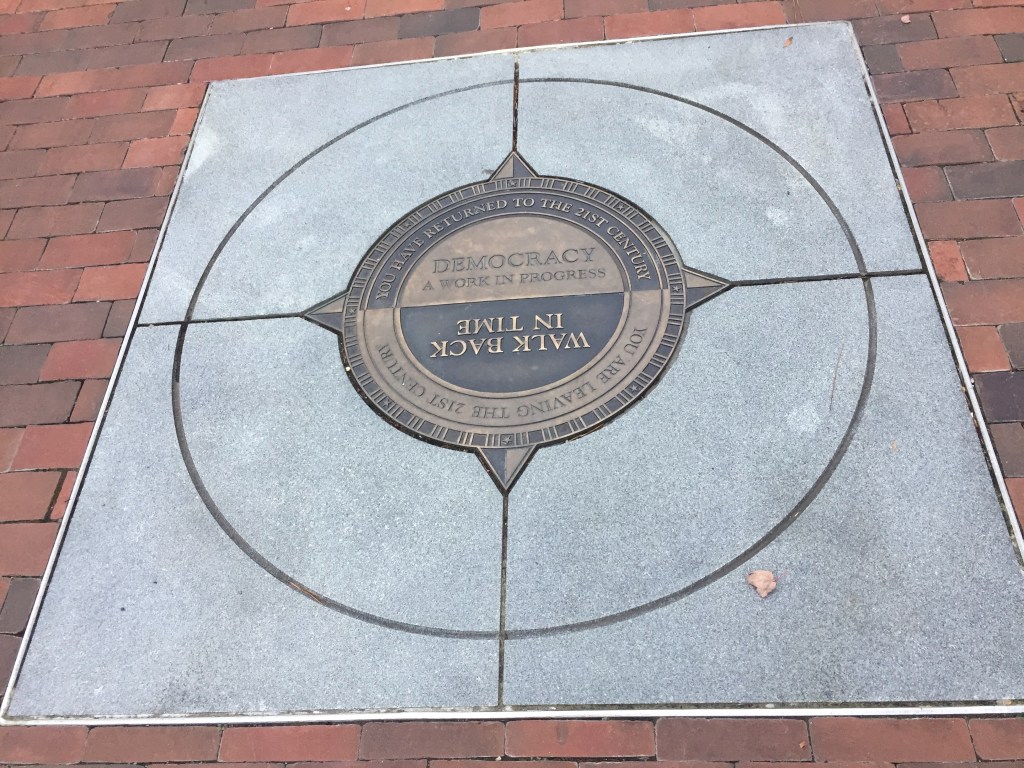 YOU HAVE RETURNED TO THE 21ST CENTURY
DEMOCRACY
A WORK IN PROGRESS
WALK BACK
IN TIME
YOU ARE LEAVING THE 21ST CENTURY